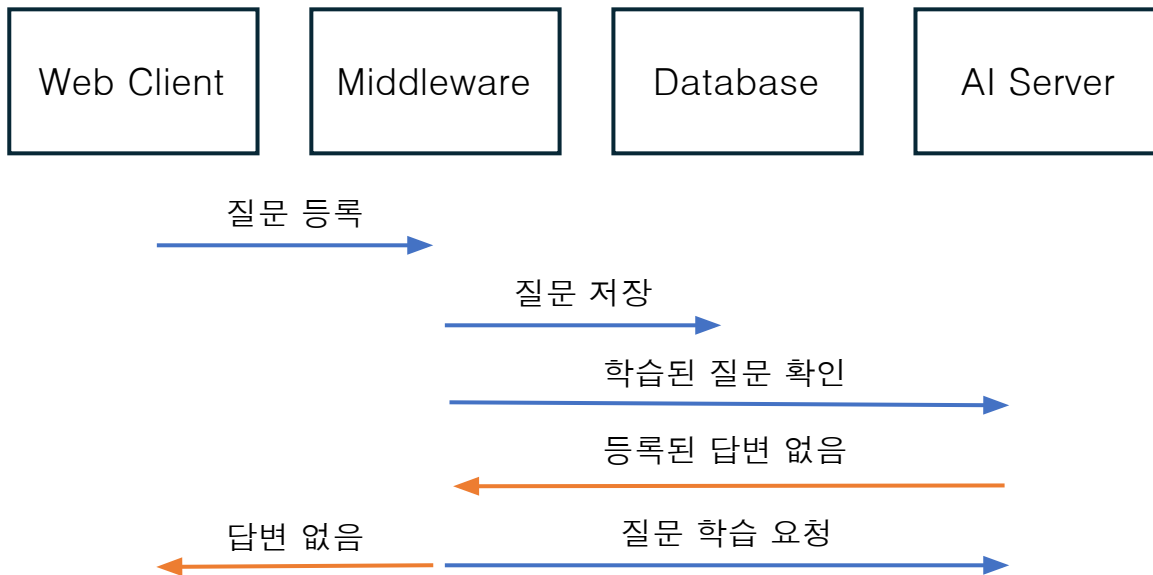 Web Client
Middleware
Database
AI Server
질문 등록
질문 저장
학습된 질문 확인
등록된 답변 없음
답변 없음
질문 학습 요청